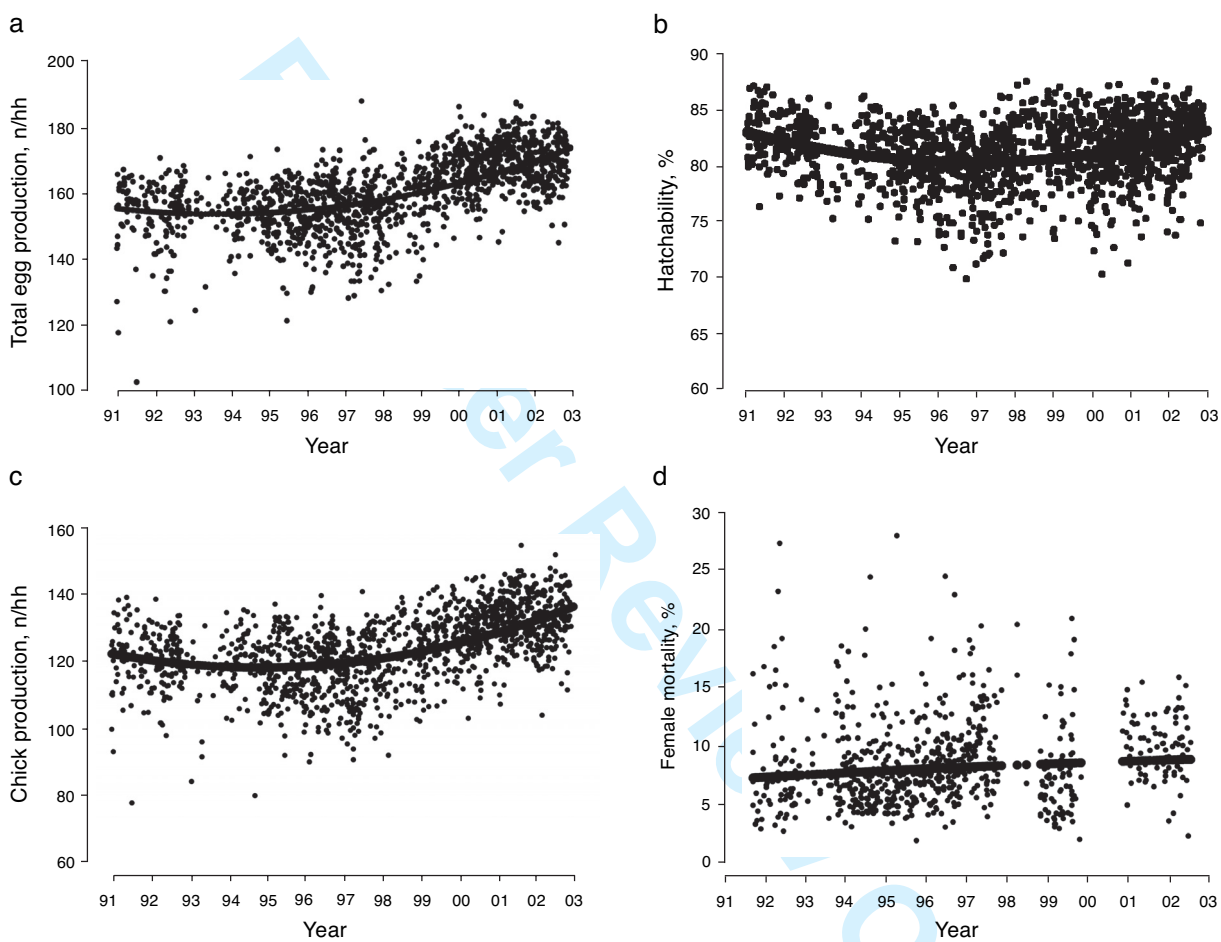 a
Total egg production, n/hh
200
180
160
140
120
100
91 92 93 94 95 96 97 98 99 00 01 02 03
Year
b
Hatchability, %
90
85
80
75
70
65
60
91 92 93 94 95 96 97 98 99 00 01 02 03
Year
c
Chick production, n/hh
160
140
120
100
80
60
91 92 93 94 95 96 97 98 99 00 01 02 03
Year
d
Female mortality, %
30
25
20
15
10
5
0
91 92 93 94 95 96 97 98 99 00 01 02 03
Year
er Revie